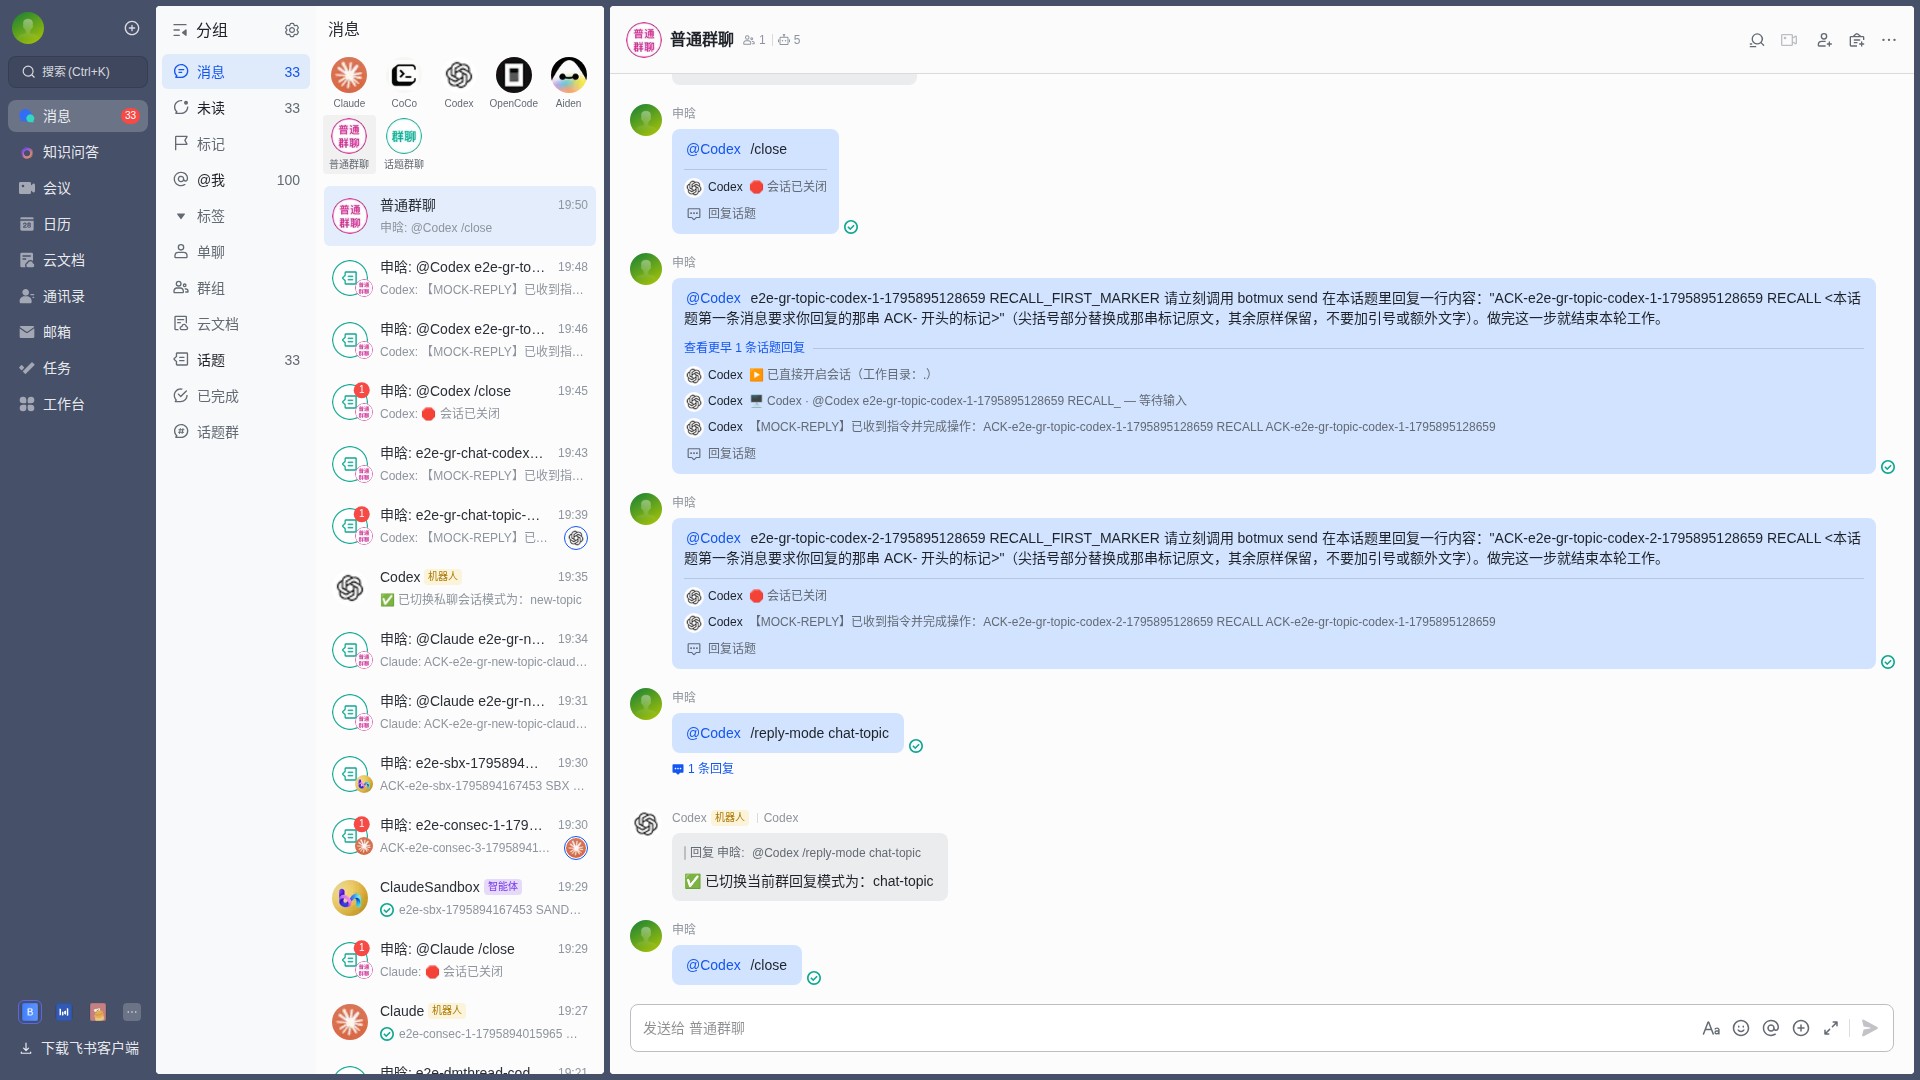 搜索 (Ctrl+K)
消息
33
知识问答
会议
日历
云文档
通讯录
邮箱
任务
工作台
下载飞书客户端
分组
消息
33
未读
33
标记
@我
100
标签
单聊
群组
云文档
话题
33
已完成
话题群
消息
Claude
CoCo
Codex
OpenCode
Aiden
普通群聊
普通群聊
群聊
话题群聊
普通群聊
普通群聊
19:50
申晗: @Codex /close
申晗: @Codex e2e-gr-to…
19:48
Codex: 【MOCK-REPLY】已收到指…
申晗: @Codex e2e-gr-to…
19:46
Codex: 【MOCK-REPLY】已收到指…
1
申晗: @Codex /close
19:45
Codex: 🛑 会话已关闭
申晗: e2e-gr-chat-codex…
19:43
Codex: 【MOCK-REPLY】已收到指…
1
申晗: e2e-gr-chat-topic-…
19:39
Codex: 【MOCK-REPLY】已…
Codex 机器人
19:35
✅ 已切换私聊会话模式为：new-topic
申晗: @Claude e2e-gr-n…
19:34
Claude: ACK-e2e-gr-new-topic-claud…
申晗: @Claude e2e-gr-n…
19:31
Claude: ACK-e2e-gr-new-topic-claud…
申晗: e2e-sbx-1795894…
19:30
ACK-e2e-sbx-1795894167453 SBX …
1
申晗: e2e-consec-1-179…
19:30
ACK-e2e-consec-3-17958941…
ClaudeSandbox 智能体
19:29
e2e-sbx-1795894167453 SAND…
1
申晗: @Claude /close
19:29
Claude: 🛑 会话已关闭
Claude 机器人
19:27
e2e-consec-1-1795894015965 …
申晗: e2e-dmthread-cod…
19:21
普通群聊
普通群聊
1
5
申晗
@Codex /close
Codex 🛑 会话已关闭
回复话题
申晗
@Codex e2e-gr-topic-codex-1-1795895128659 RECALL_FIRST_MARKER 请立刻调用 botmux send 在本话题里回复一行内容："ACK-e2e-gr-topic-codex-1-1795895128659 RECALL <本话
题第一条消息要求你回复的那串 ACK- 开头的标记>"（尖括号部分替换成那串标记原文，其余原样保留，不要加引号或额外文字）。做完这一步就结束本轮工作。
查看更早 1 条话题回复
Codex ▶️ 已直接开启会话（工作目录：.）
Codex 🖥️ Codex · @Codex e2e-gr-topic-codex-1-1795895128659 RECALL_ — 等待输入
Codex 【MOCK-REPLY】已收到指令并完成操作：ACK-e2e-gr-topic-codex-1-1795895128659 RECALL ACK-e2e-gr-topic-codex-1-1795895128659
回复话题
申晗
@Codex e2e-gr-topic-codex-2-1795895128659 RECALL_FIRST_MARKER 请立刻调用 botmux send 在本话题里回复一行内容："ACK-e2e-gr-topic-codex-2-1795895128659 RECALL <本话
题第一条消息要求你回复的那串 ACK- 开头的标记>"（尖括号部分替换成那串标记原文，其余原样保留，不要加引号或额外文字）。做完这一步就结束本轮工作。
Codex 🛑 会话已关闭
Codex 【MOCK-REPLY】已收到指令并完成操作：ACK-e2e-gr-topic-codex-2-1795895128659 RECALL ACK-e2e-gr-topic-codex-1-1795895128659
回复话题
申晗
@Codex /reply-mode chat-topic
1 条回复
Codex 机器人 | Codex
回复 申晗：@Codex /reply-mode chat-topic
✅ 已切换当前群回复模式为：chat-topic
申晗
@Codex /close
发送给 普通群聊
Aa